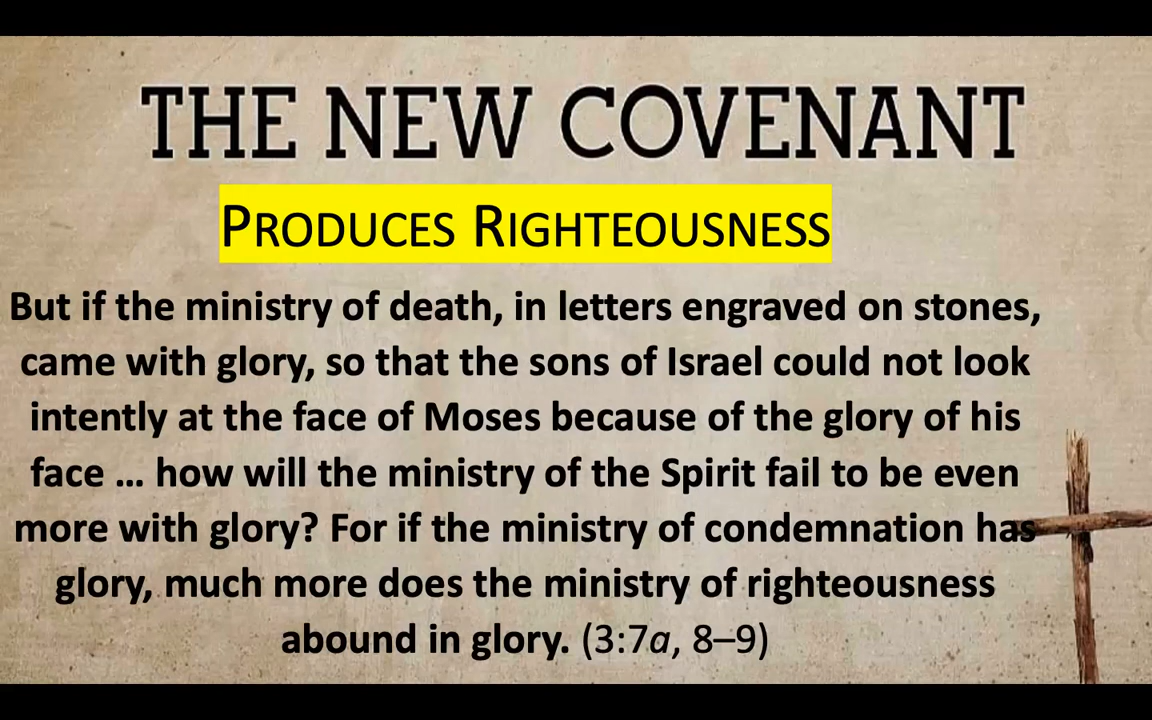 THE NEW COVENANT
PRODUCES RIGHTEOUSNESS
But if the ministry of death, in letters engraved on stones,
came with glory, so that the sons of Israel could not look
intently at the face of Moses because of the glory of his
face … how will the ministry of the Spirit fail to be even
more with glory? For if the ministry of condemnation has
glory, much more does the ministry of righteousness
abound in glory. (3:7a, 8–9)